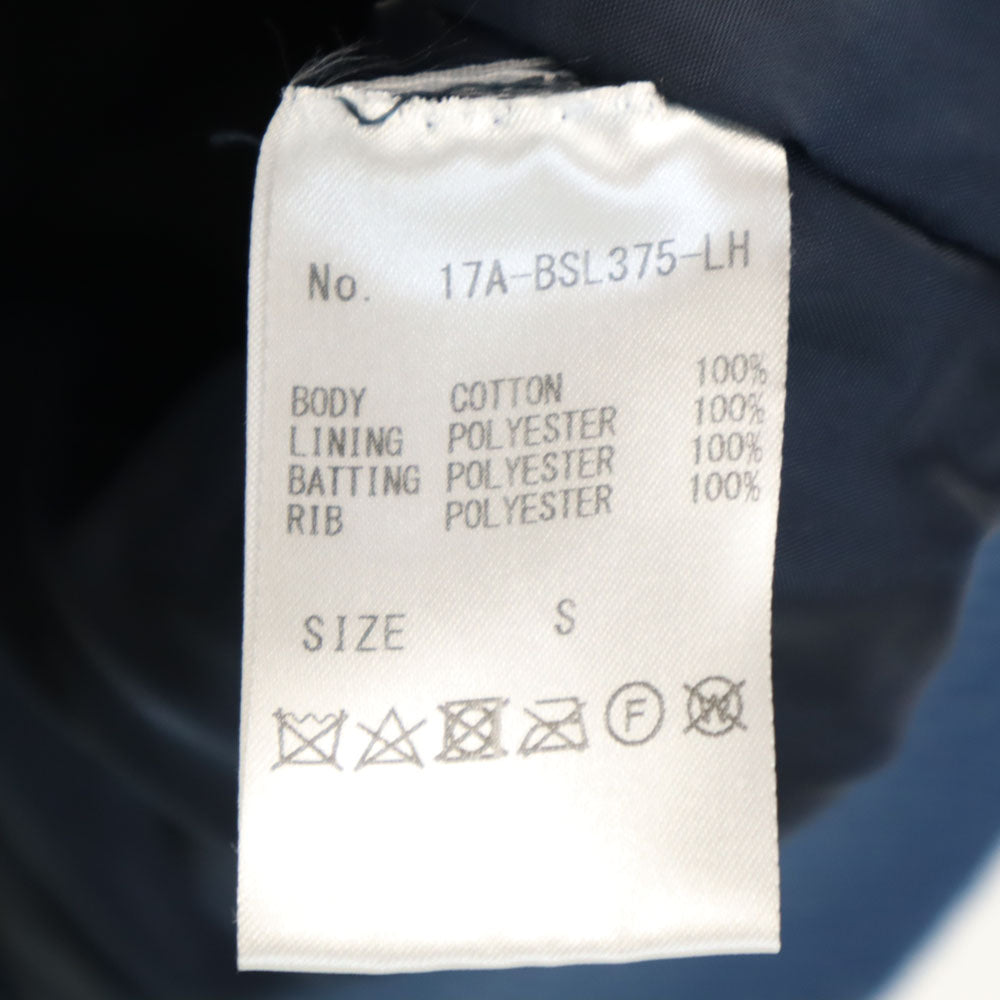 No. 17A-BSL375-LH
BODY COTTON 100%
LINING POLYESTER 100%
BATTING POLYESTER 100%
RIB POLYESTER 100%
SIZE S
F W